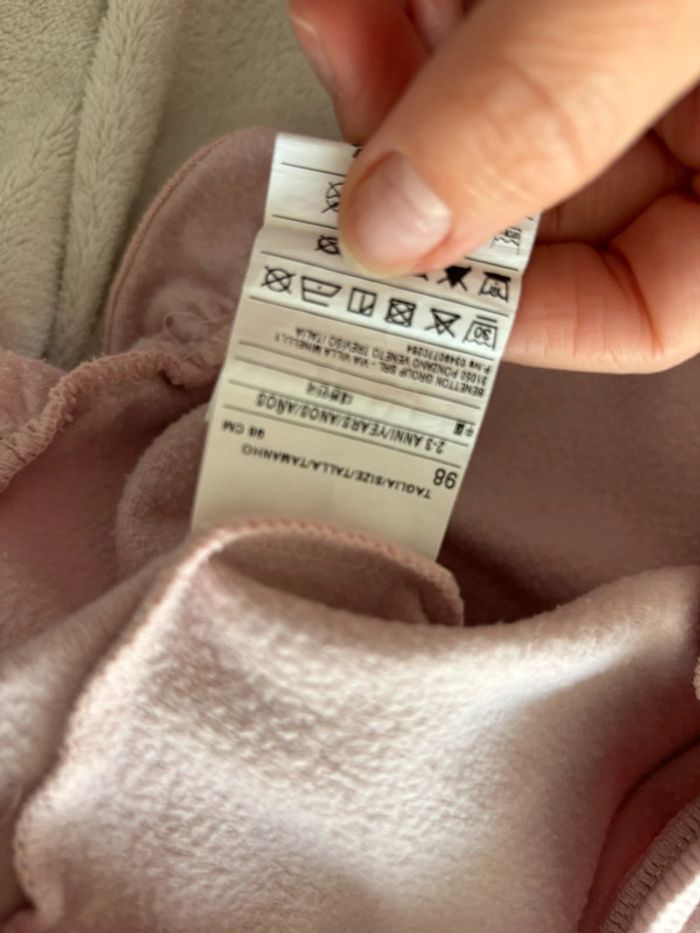 TAGLIA/SIZE/TALLA/TAMANHO
98
98 CM
2-3 ANNI/YEARS/ANOS/AÑOS
BENETTON GROUP SRL - VIA VILLA MINELLI,1
31050 PONZANO VENETO TREVISO ITALIA
P.IVA 03490770264